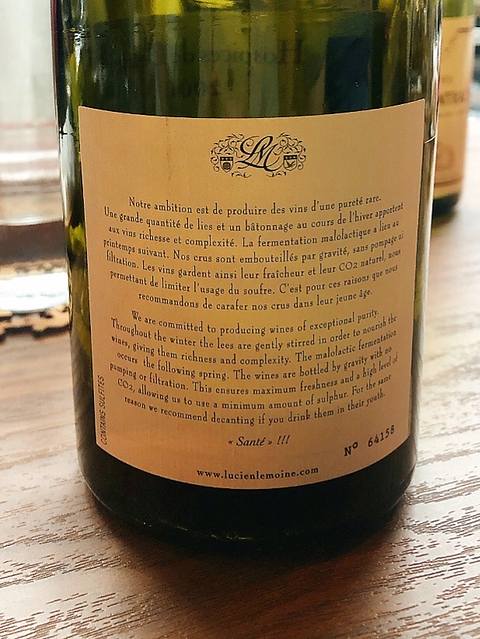 LM
Notre ambition est de produire des vins d'une pureté rare.
Une grande quantité de lies et un bâtonnage au cours de l'hiver apportent
aux vins richesse et complexité. La fermentation malolactique a lieu au
printemps suivant. Nos crus sont embouteillés par gravité, sans pompage ni
filtration. Les vins gardent ainsi leur fraîcheur et leur CO2 naturel, nous
permettant de limiter l'usage du soufre. C'est pour ces raisons que nous
recommandons de carafer nos crus dans leur jeune âge.
We are committed to producing wines of exceptional purity.
Throughout the winter the lees are gently stirred in order to nourish the
wines, giving them richness and complexity. The malolactic fermentation
occurs the following spring. The wines are bottled by gravity with no
pumping or filtration. This ensures maximum freshness and a high level of
CO2, allowing us to use a minimum amount of sulphur. For the same
reason we recommend decanting if you drink them in their youth.
CONTAINS SULFITES
« Santé » !!!
Nº 64158
www.lucienlemoine.com